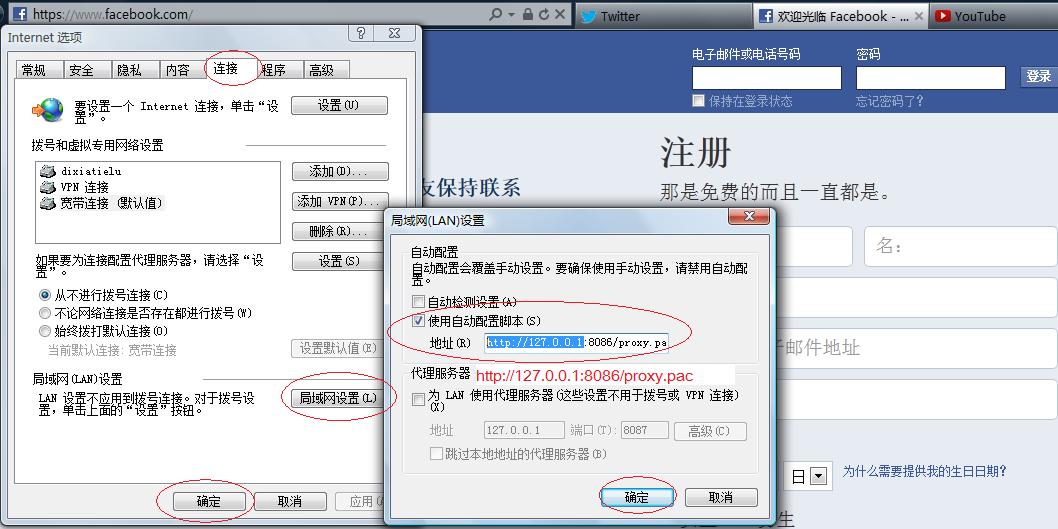 https://www.facebook.com/
Twitter
欢迎光临 Facebook - ...
YouTube
Internet 选项
常规
安全
隐私
内容
连接
程序
高级
要设置一个 Internet 连接，单击“设
置”。
设置(U)
拨号和虚拟专用网络设置
dixiatielu
VPN 连接
宽带连接 (默认值)
添加(D)...
添加 VPN(P)...
删除(R)...
如果要为连接配置代理服务器，请选择“设
置”。
设置(S)
从不进行拨号连接(C)
不论网络连接是否存在都进行拨号(W)
始终拨打默认连接(O)
当前默认连接: 宽带连接
设置默认值(E)
局域网(LAN)设置
LAN 设置不应用到拨号连接。对于拨号设
置，单击上面的“设置”按钮。
局域网设置(L)
确定
取消
应用(A
电子邮件或电话号码
密码
登录
保持在登录状态
忘记密码了？
注册
友保持联系
那是免费的而且一直都是。
名：
子邮件地址
日
为什么需要提供我的生日日期？
局域网(LAN)设置
自动配置
自动配置会覆盖手动设置。要确保使用手动设置，请禁用自动配
置。
自动检测设置(A)
使用自动配置脚本(S)
地址(R)
http://127.0.0.1:8086/proxy.pa
代理服务器
http://127.0.0.1:8086/proxy.pac
为 LAN 使用代理服务器(这些设置不用于拨号或 VPN 连接)
(X)
地址
127.0.0.1
端口(T):
8087
高级(C)
跳过本地地址的代理服务器(B)
确定
取消